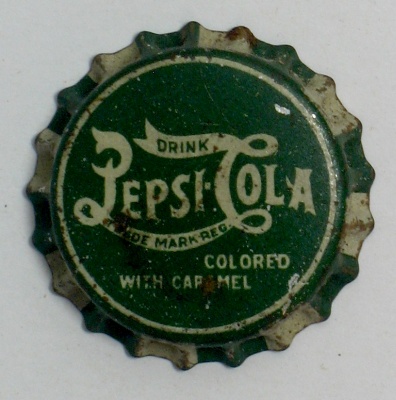 DRINK
PEPSI-COLA
TRADE MARK REG.
COLORED
WITH CARAMEL